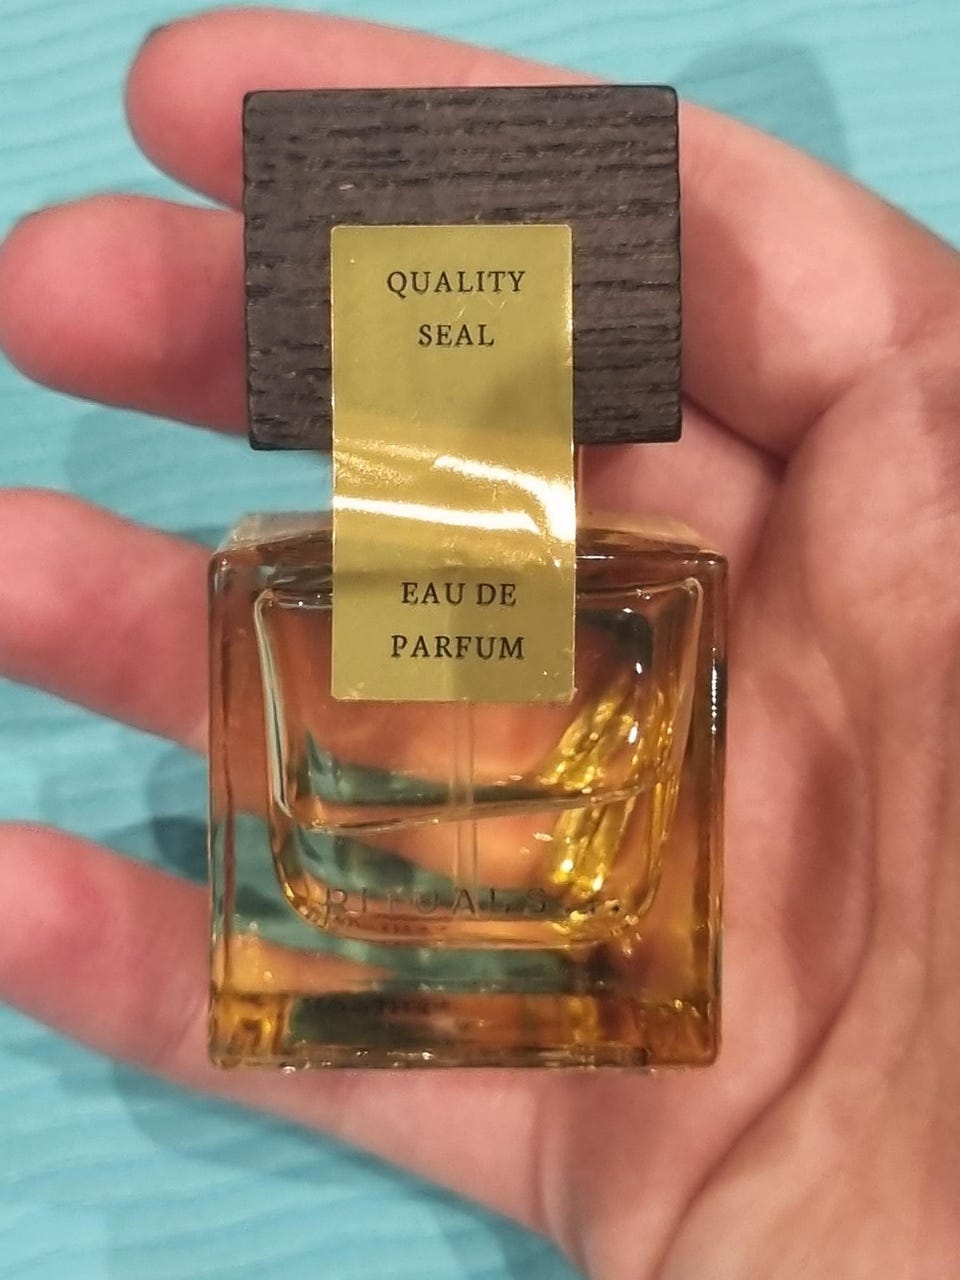 QUALITY
SEAL
EAU DE
PARFUM
RITUALS...